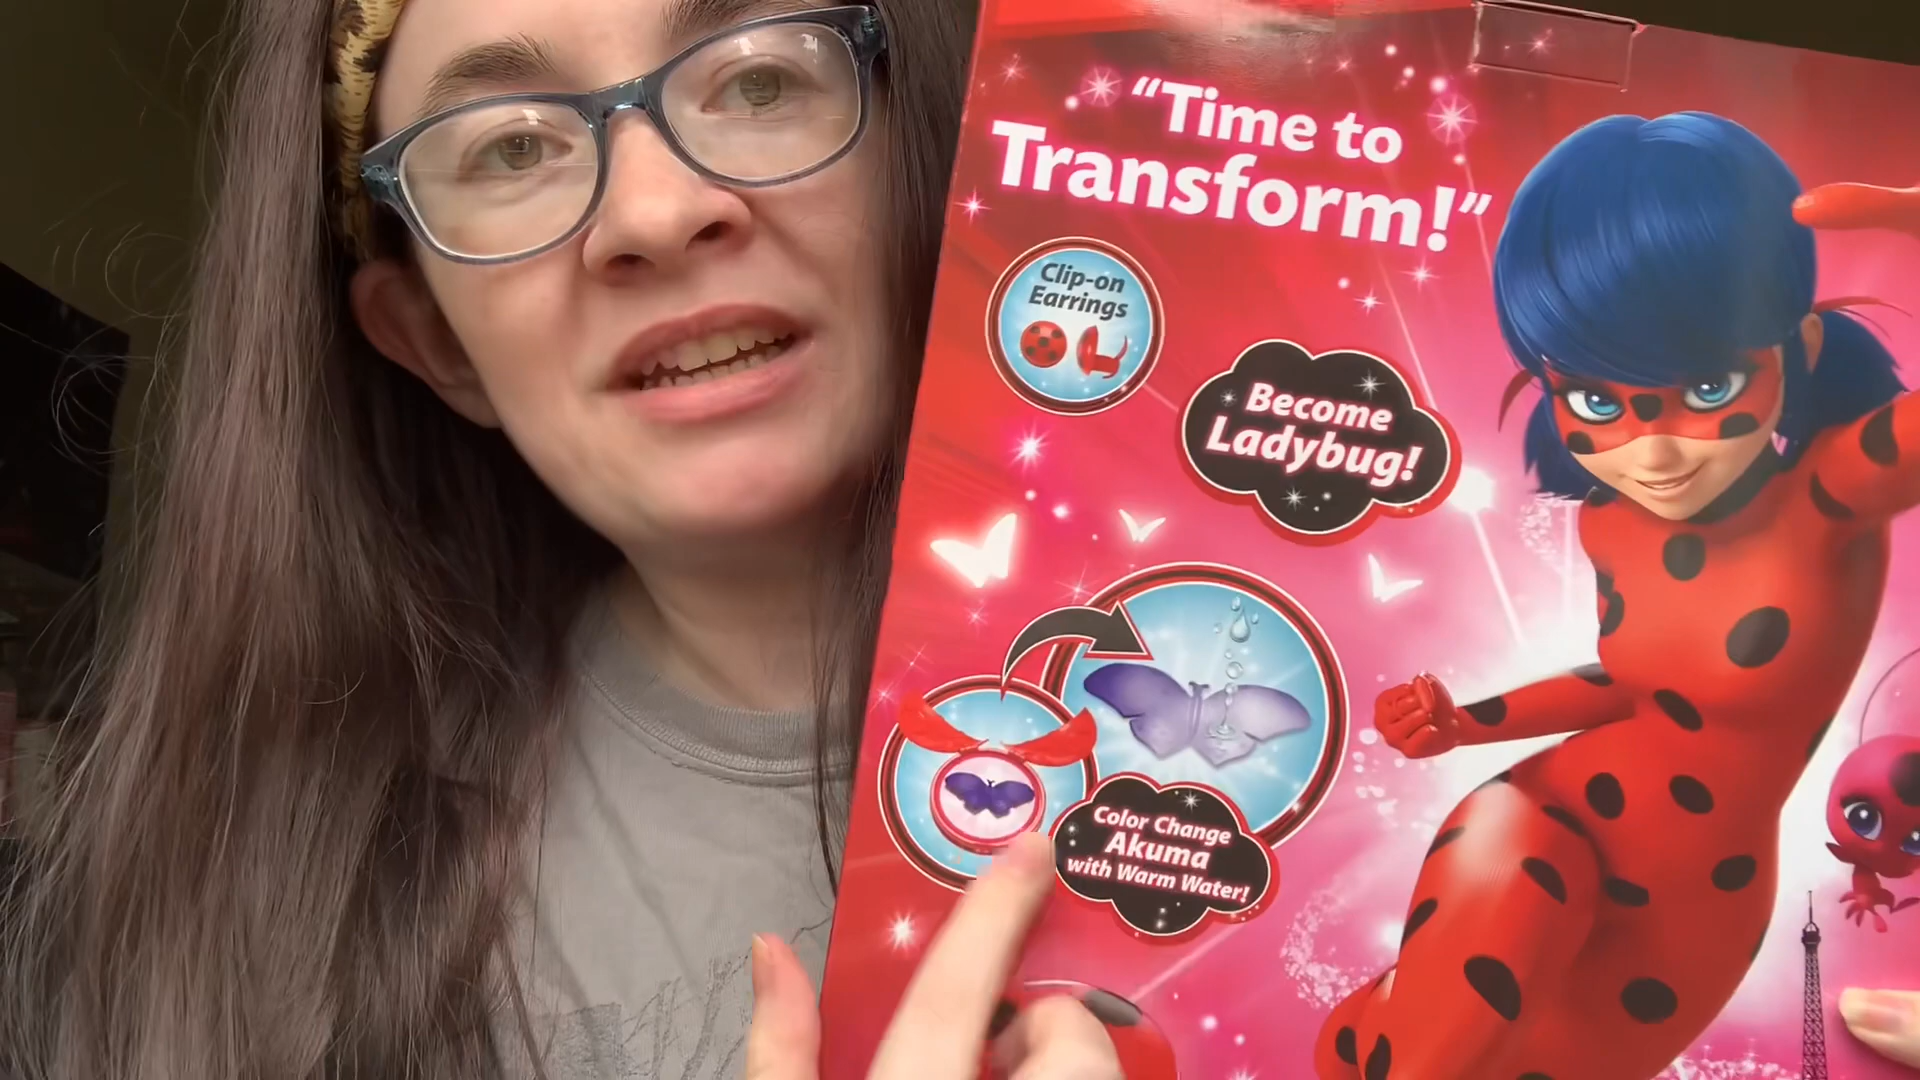 “Time to
Transform!”
Clip-on
Earrings
Become
Ladybug!
Color Change
Akuma
with Warm Water!